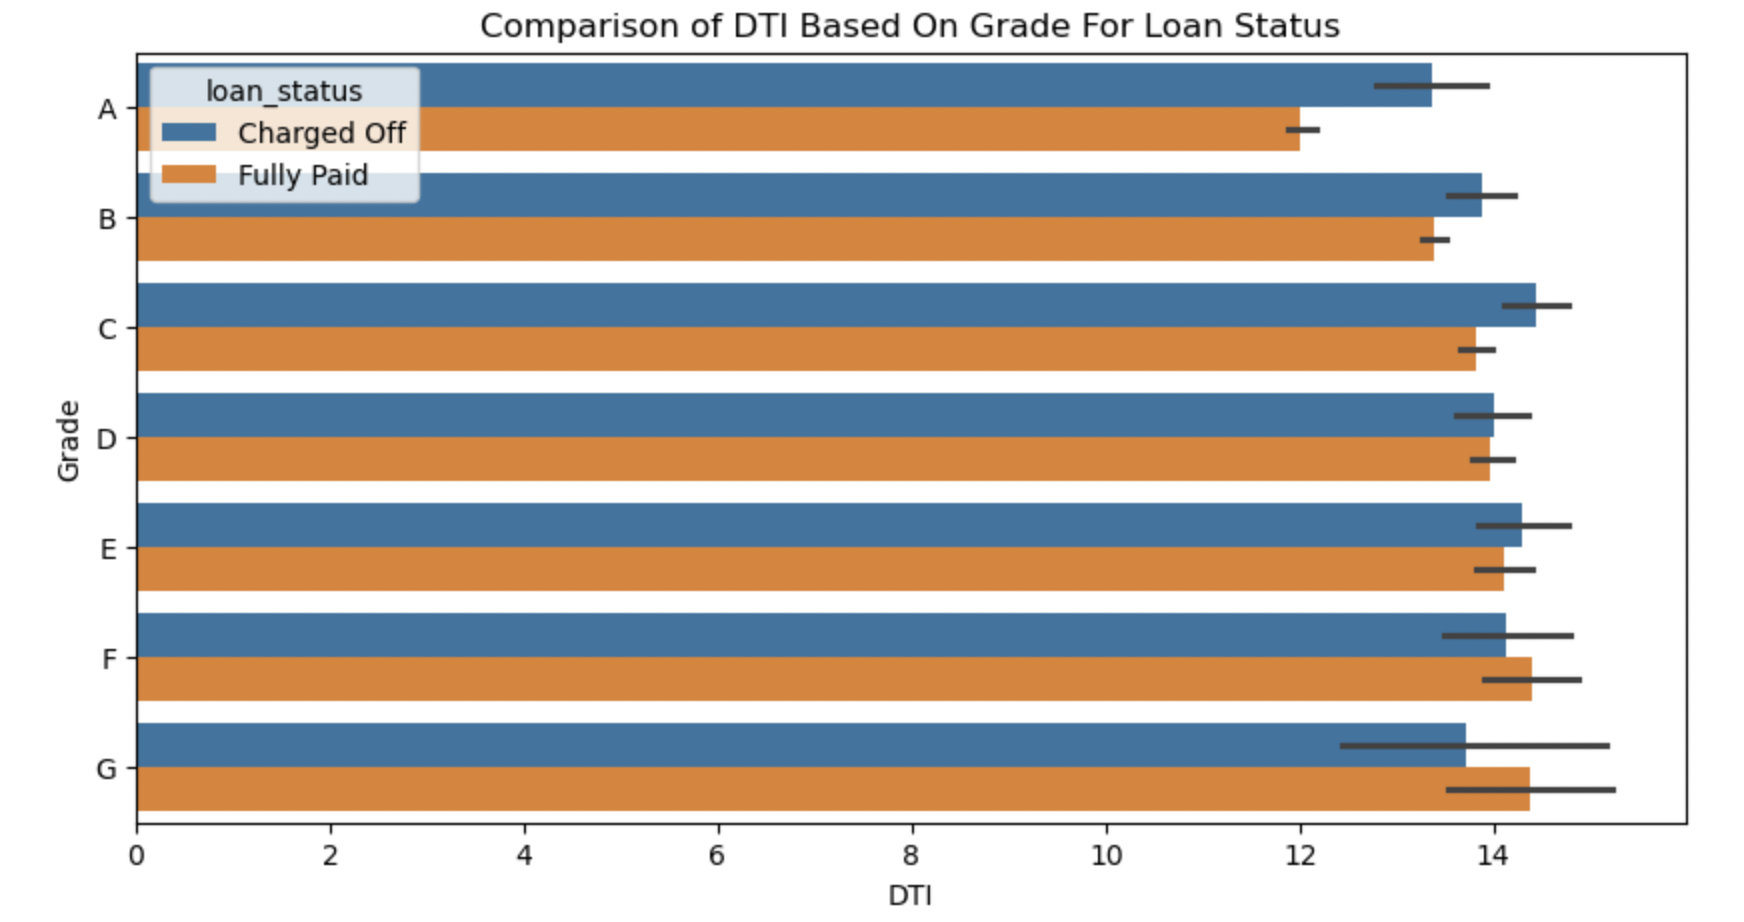 Comparison of DTI Based On Grade For Loan Status
loan_status
Charged Off
Fully Paid
A
B
C
D
E
F
G
Grade
0 2 4 6 8 10 12 14
DTI